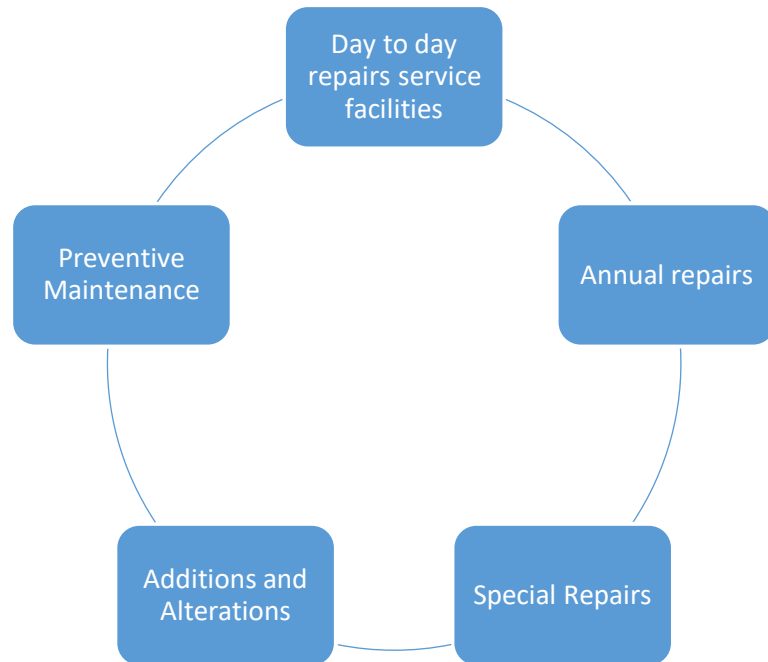 Day to day
repairs service
facilities
Annual repairs
Special Repairs
Additions and
Alterations
Preventive
Maintenance